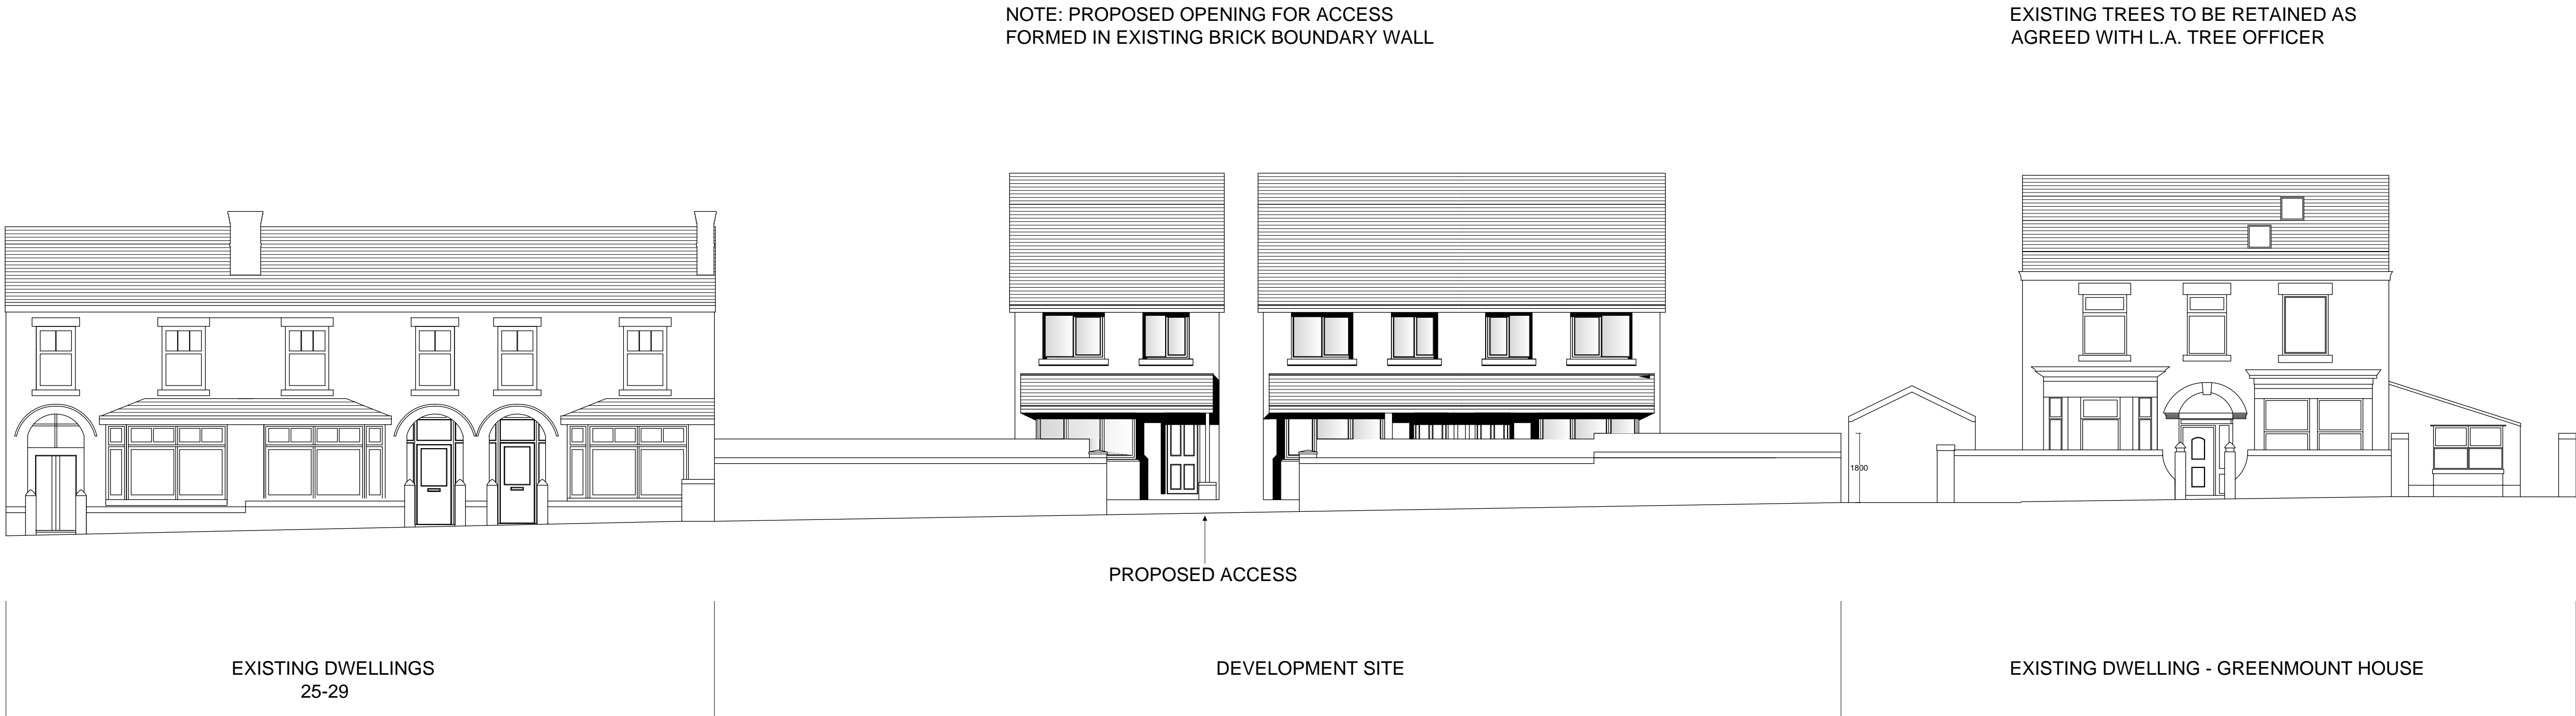 NOTE: PROPOSED OPENING FOR ACCESS
FORMED IN EXISTING BRICK BOUNDARY WALL
EXISTING TREES TO BE RETAINED AS
AGREED WITH L.A. TREE OFFICER
1800
PROPOSED ACCESS
EXISTING DWELLINGS
25-29
DEVELOPMENT SITE
EXISTING DWELLING - GREENMOUNT HOUSE